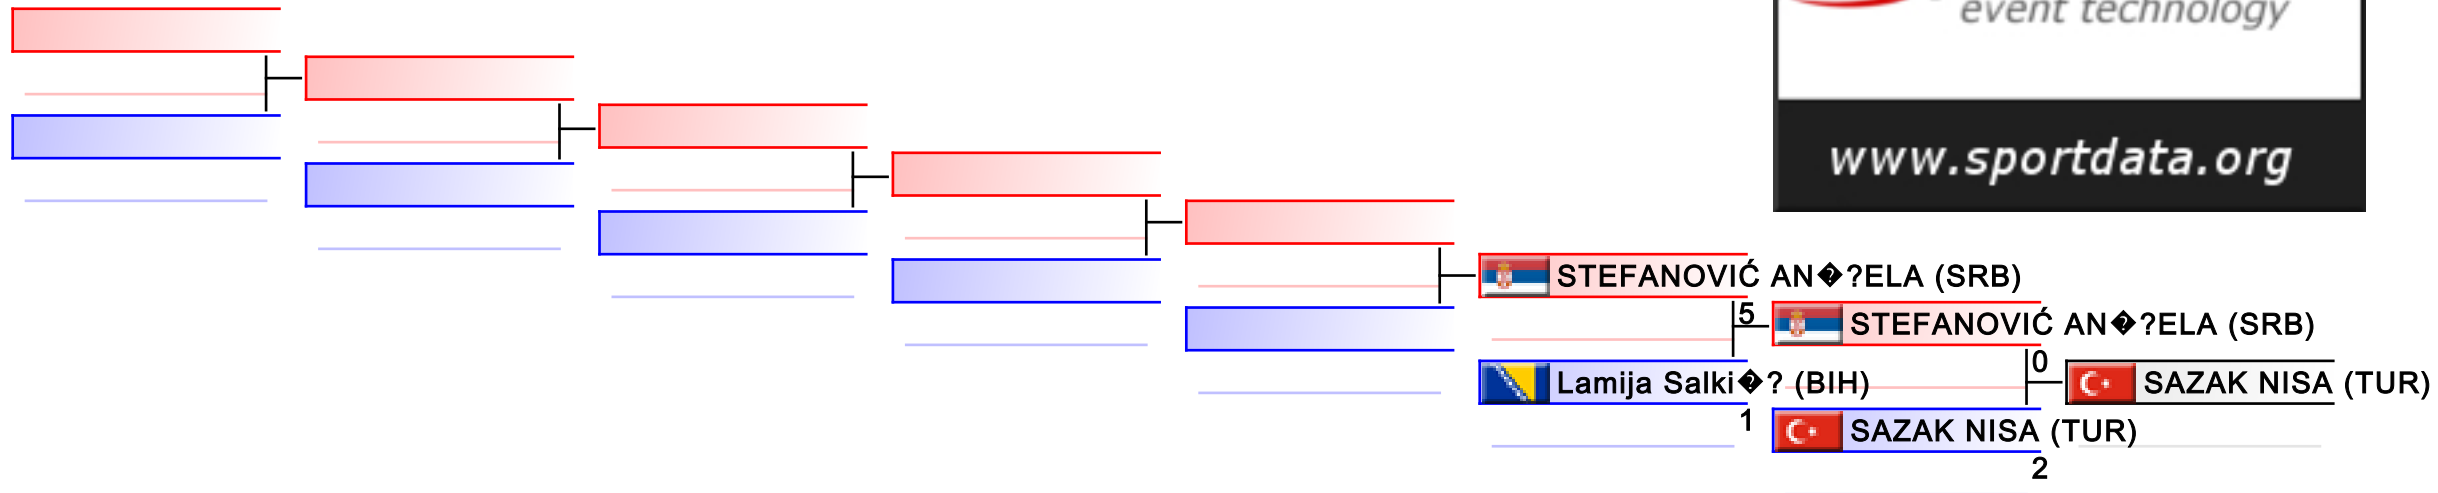 event technology
www.sportdata.org
STEFANOVIĆ AN�?ELA (SRB)
5
STEFANOVIĆ AN�?ELA (SRB)
0
Lamija Salki�? (BIH)
SAZAK NISA (TUR)
1
SAZAK NISA (TUR)
2